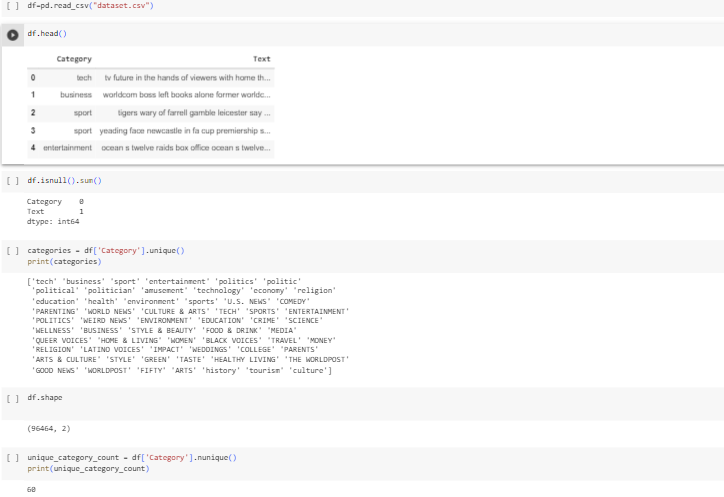 [ ] df=pd.read_csv("dataset.csv")
df.head()
Category Text
0 tech tv future in the hands of viewers with home th...
1 business worldcom boss left books alone former worldc...
2 sport tigers wary of farrell gamble leicester say ...
3 sport yeading face newcastle in fa cup premiership s...
4 entertainment ocean s twelve raids box office ocean s twelve...
[ ] df.isnull().sum()
Category 0
Text 1
dtype: int64
[ ] categories = df['Category'].unique()
print(categories)
['tech' 'business' 'sport' 'entertainment' 'politics' 'politic'
'political' 'politician' 'amusement' 'technology' 'economy' 'religion'
'education' 'health' 'environment' 'sports' 'U.S. NEWS' 'COMEDY'
'PARENTING' 'WORLD NEWS' 'CULTURE & ARTS' 'TECH' 'SPORTS' 'ENTERTAINMENT'
'POLITICS' 'WEIRD NEWS' 'ENVIRONMENT' 'EDUCATION' 'CRIME' 'SCIENCE'
'WELLNESS' 'BUSINESS' 'STYLE & BEAUTY' 'FOOD & DRINK' 'MEDIA'
'QUEER VOICES' 'HOME & LIVING' 'WOMEN' 'BLACK VOICES' 'TRAVEL' 'MONEY'
'RELIGION' 'LATINO VOICES' 'IMPACT' 'WEDDINGS' 'COLLEGE' 'PARENTS'
'ARTS & CULTURE' 'STYLE' 'GREEN' 'TASTE' 'HEALTHY LIVING' 'THE WORLDPOST'
'GOOD NEWS' 'WORLDPOST' 'FIFTY' 'ARTS' 'history' 'tourism' 'culture']
[ ] df.shape
(96464, 2)
[ ] unique_category_count = df['Category'].nunique()
print(unique_category_count)
60